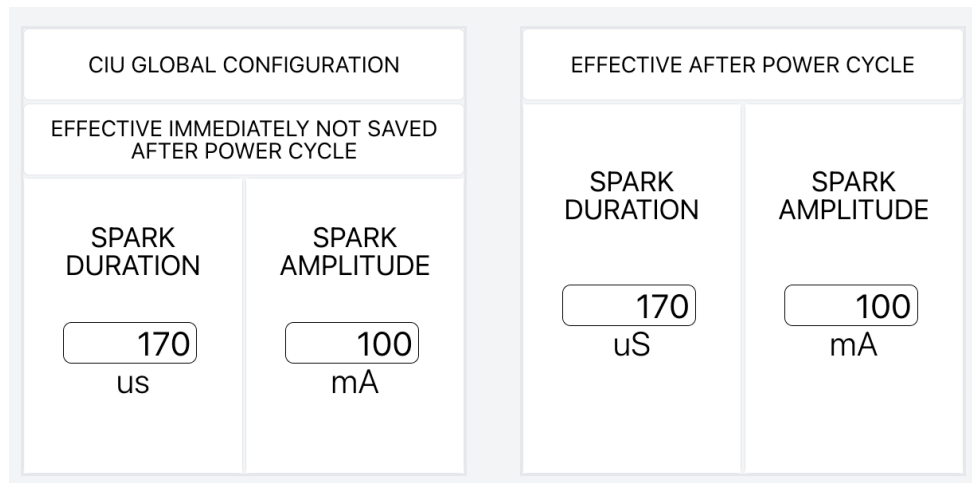 CIU GLOBAL CONFIGURATION
EFFECTIVE IMMEDIATELY NOT SAVED
AFTER POWER CYCLE
SPARK
DURATION
170
us
SPARK
AMPLITUDE
100
mA
EFFECTIVE AFTER POWER CYCLE
SPARK
DURATION
170
uS
SPARK
AMPLITUDE
100
mA